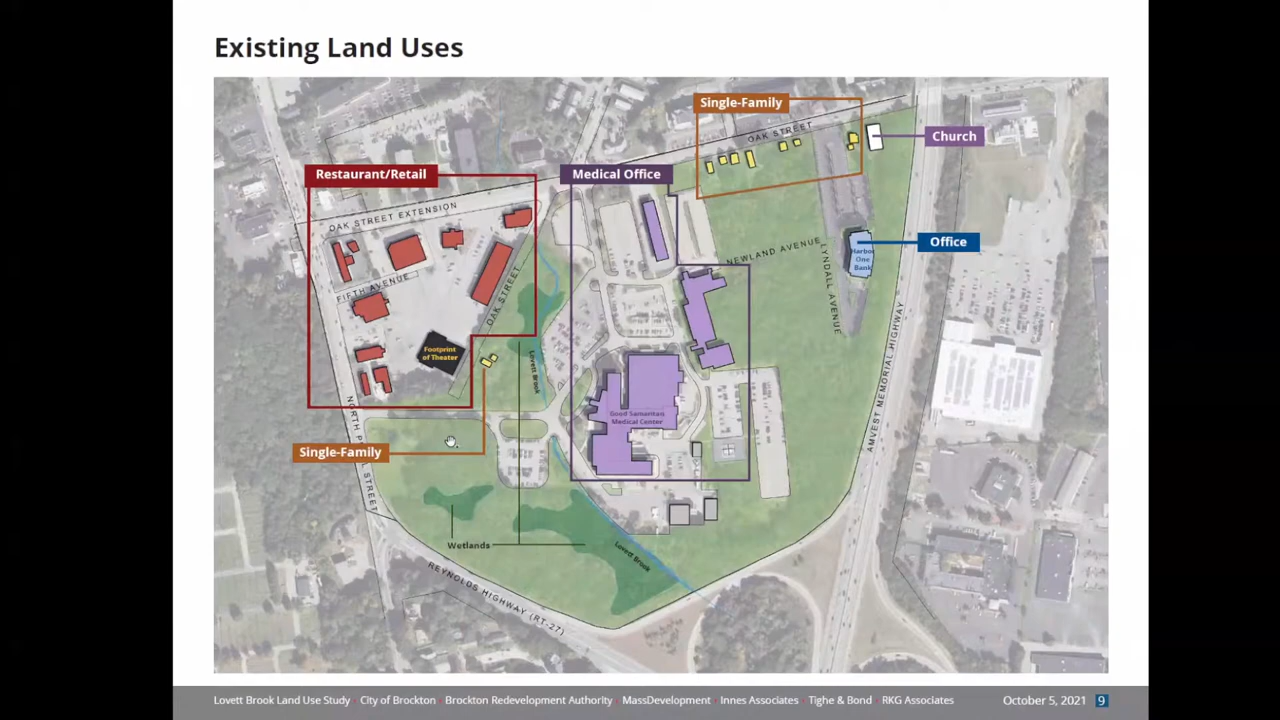 Existing Land Uses
Single-Family
OAK STREET
Church
Restaurant/Retail
Medical Office
OAK STREET EXTENSION
Office
NEWLAND AVENUE
Harbor
One
Bank
LYNDALL AVENUE
FIFTH AVENUE
OAK STREET
Footprint
of Theater
Lovett Brook
AMVEST MEMORIAL HIGHWAY
Good Samaritan
Medical Center
NORTH
STREET
Single-Family
Wetlands
Lovett Brook
REYNOLDS HIGHWAY (RT-27)
Lovett Brook Land Use Study City of Brockton Brockton Redevelopment Authority MassDevelopment Innes Associates Tighe & Bond RKG Associates October 5, 2021 9